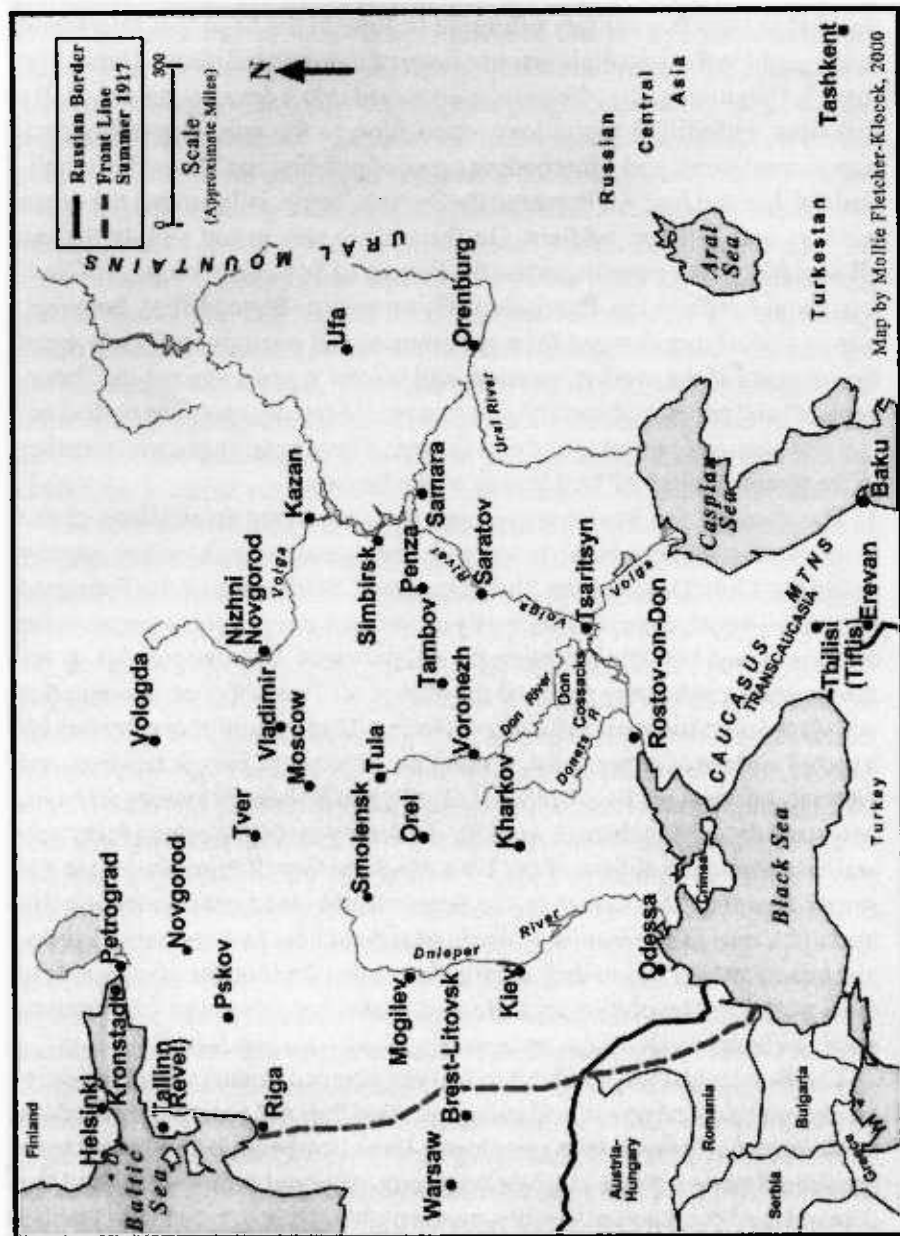 Russian Border
Front Line
Summer 1917
0 300
Scale
(Approximate Miles)
N
Finland
Helsinki
Kronstadt
Petrograd
Baltic
Sea
Tallinn
(Revel)
Novgorod
Pskov
Riga
Vologda
Tver
Vladimir
Moscow
Nizhni
Novgorod
Volga
Kazan
URAL
MOUNTAINS
Ufa
Smolensk
Tula
Simbirsk
Mogilev
Orel
Penza
Samara
Tambov
River
Orenburg
Warsaw
Brest-Litovsk
Dnieper
River
Voronezh
Saratov
Ural River
Kiev
Kharkov
Don River
Volga
Donets R
Don
Cossacks
Tsaritsyn
Volga
Austria-
Hungary
Odessa
Rostov-on-Don
Russian
Central
Asia
Romania
Crimea
Caspian
Sea
Aral
Sea
Black Sea
CAUCASUS MTNS
TRANSCAUCASIA
Serbia
Bulgaria
Turkey
Tbilisi
(Tiflis)
Erevan
Baku
Turkestan
Tashkent
Map by Mollie Fletcher-Klocek, 2000